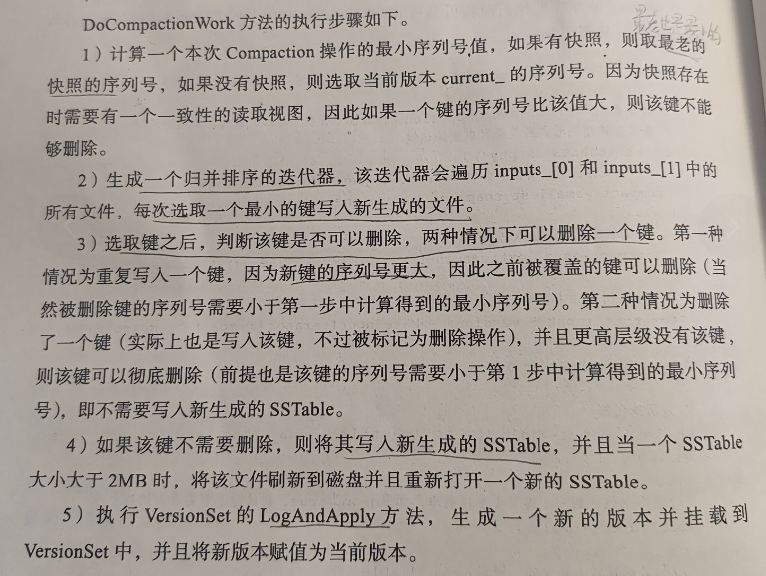 DoCompactionWork 方法的执行步骤如下。
1）计算一个本次 Compaction 操作的最小序列号值，如果有快照，则取最老的
快照的序列号，如果没有快照，则选取当前版本 current_ 的序列号。因为快照存在
时需要有一个一致性的读取视图，因此如果一个键的序列号比该值大，则该键不能
够删除。
2）生成一个归并排序的迭代器，该迭代器会遍历 inputs_[0] 和 inputs_[1] 中的
所有文件，每次选取一个最小的键写入新生成的文件。
3）选取键之后，判断该键是否可以删除，两种情况下可以删除一个键。第一种
情况为重复写入一个键，因为新键的序列号更大，因此之前被覆盖的键可以删除（当
然被删除键的序列号需要小于第一步中计算得到的最小序列号）。第二种情况为删除
了一个键（实际上也是写入该键，不过被标记为删除操作），并且更高层级没有该键，
则该键可以彻底删除（前提也是该键的序列号需要小于第 1 步中计算得到的最小序列
号），即不需要写入新生成的 SSTable。
4）如果该键不需要删除，则将其写入新生成的 SSTable，并且当一个 SSTable
大小大于 2MB 时，将该文件刷新到磁盘并且重新打开一个新的 SSTable。
5）执行 VersionSet 的 LogAndApply 方法，生成一个新的版本并挂载到
VersionSet 中，并且将新版本赋值为当前版本。